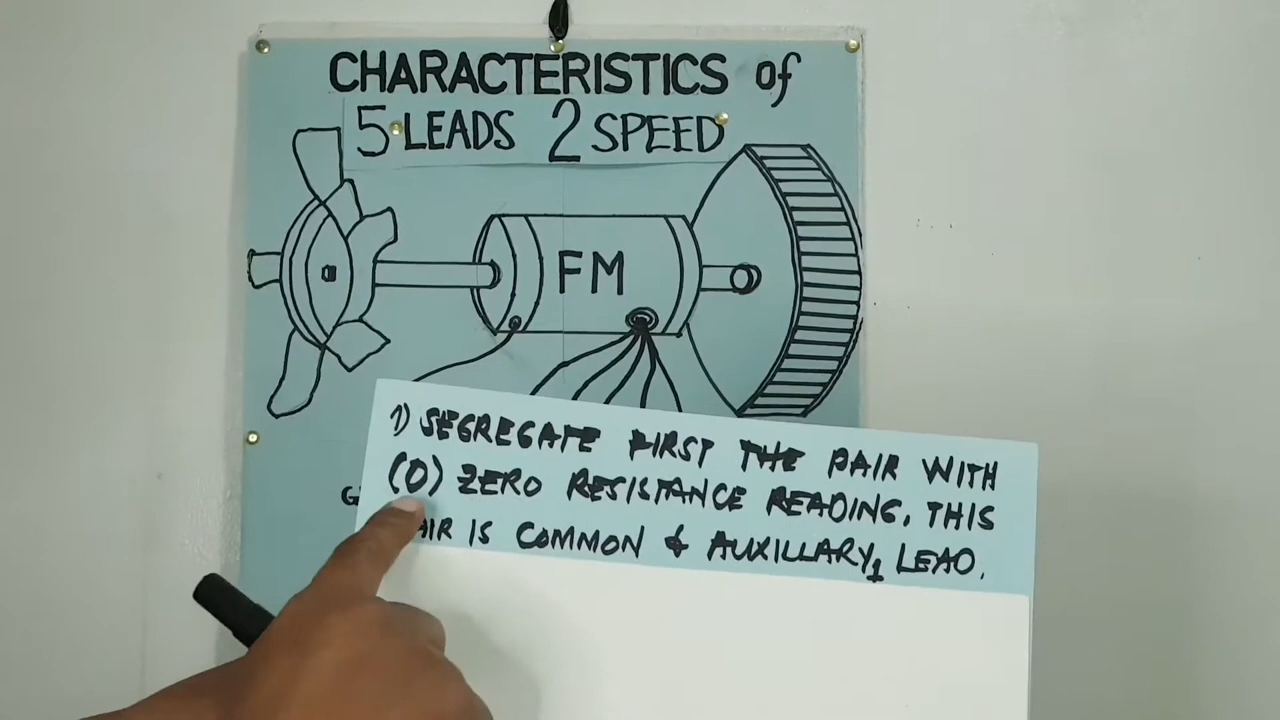 CHARACTERISTICS of
5 LEADS 2 SPEED
FM
G
1) SEGREGATE FIRST THE PAIR WITH
(0) ZERO RESISTANCE READING. THIS
AIR IS COMMON & AUXILLARY1 LEAD.